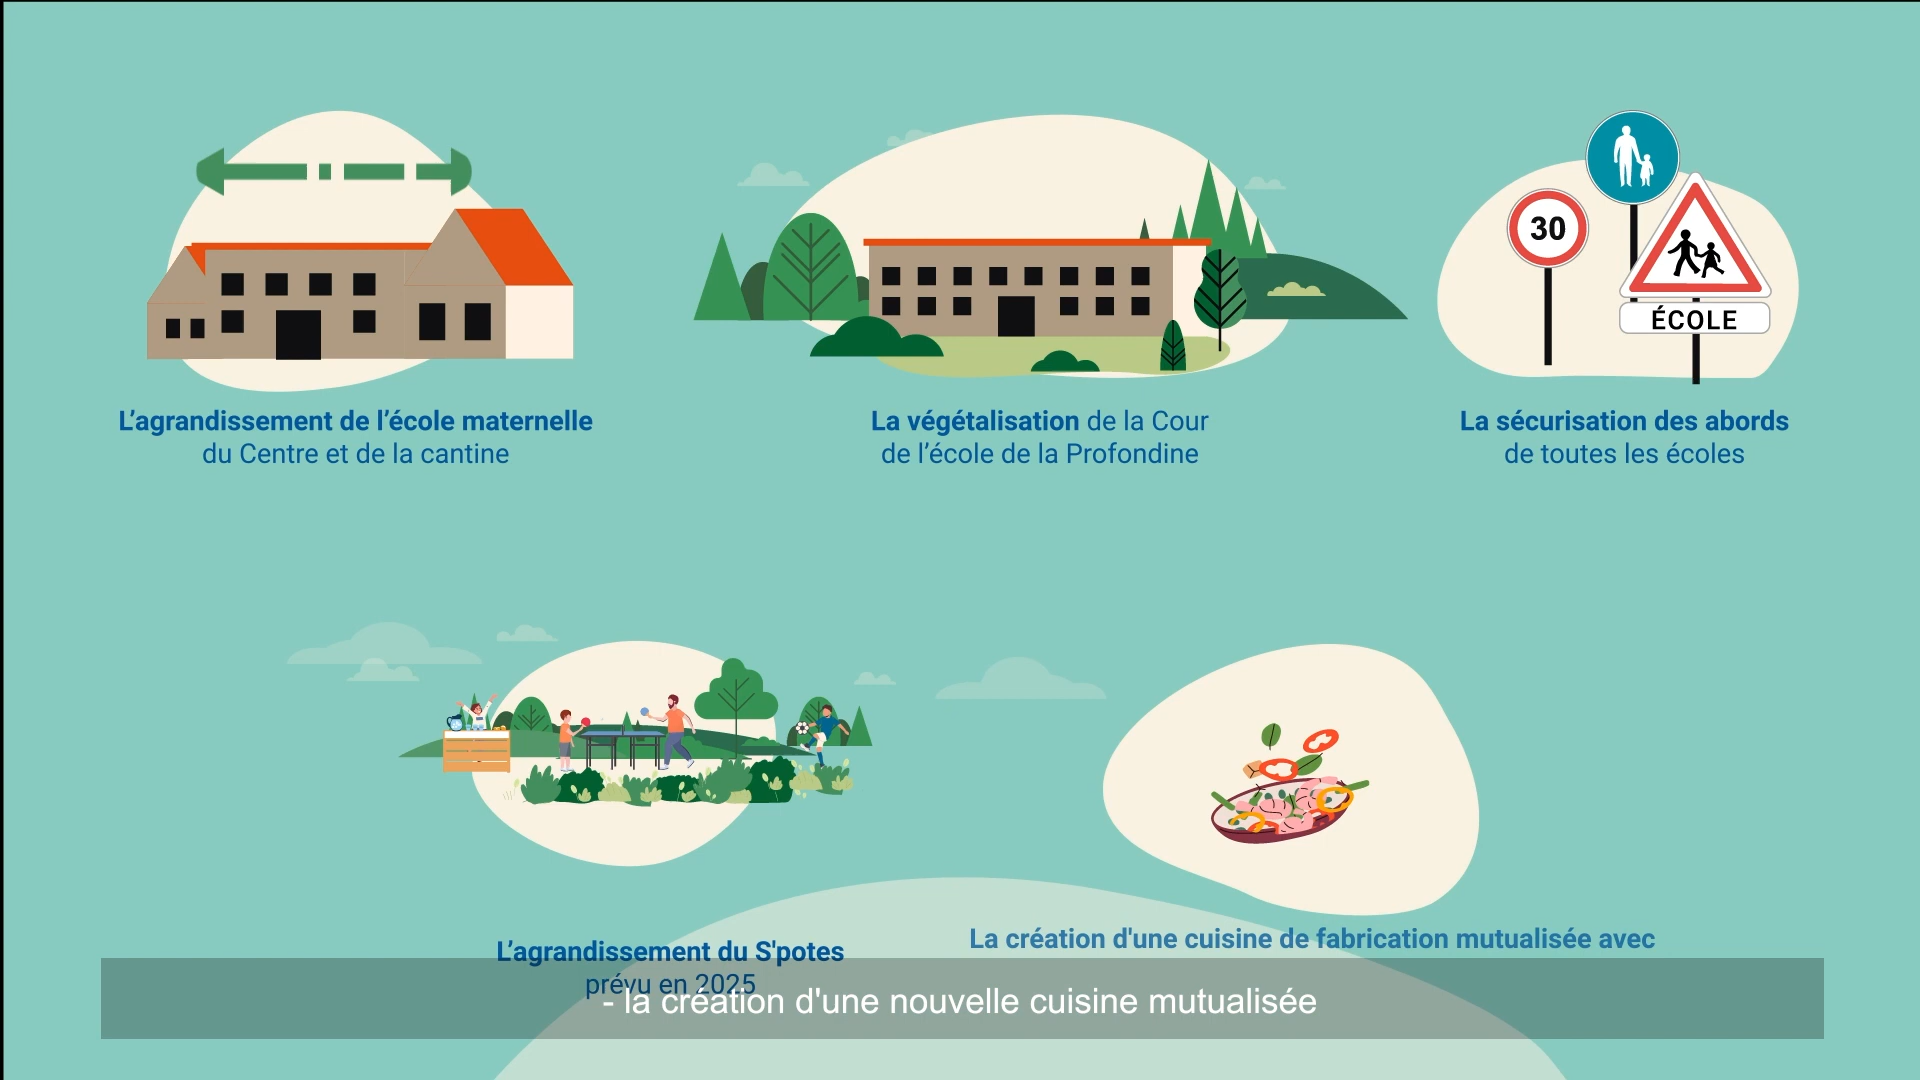 30
ÉCOLE
L’agrandissement de l’école maternelle
du Centre et de la cantine
La végétalisation de la Cour
de l’école de la Profondine
La sécurisation des abords
de toutes les écoles
L’agrandissement du S'potes
prévu en 2025
La création d'une cuisine de fabrication mutualisée avec
- la création d'une nouvelle cuisine mutualisée